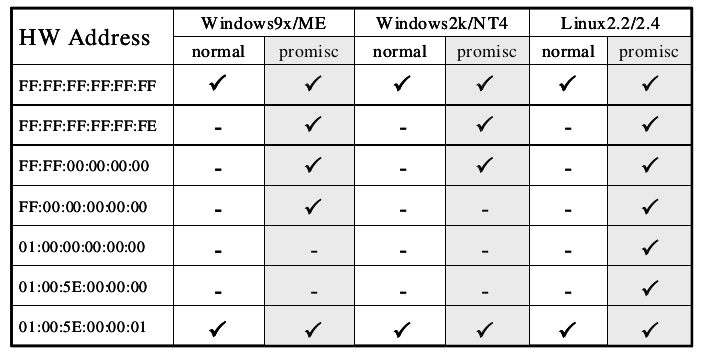 HW Address Windows9x/ME Windows2k/NT4 Linux2.2/2.4
normal promisc normal promisc normal promisc
FF:FF:FF:FF:FF:FF ✓ ✓ ✓ ✓ ✓ ✓
FF:FF:FF:FF:FF:FE - ✓ - ✓ - ✓
FF:FF:00:00:00:00 - ✓ - ✓ - ✓
FF:00:00:00:00:00 - ✓ - - - ✓
01:00:00:00:00:00 - - - - - ✓
01:00:5E:00:00:00 - - - - - ✓
01:00:5E:00:00:01 ✓ ✓ ✓ ✓ ✓ ✓